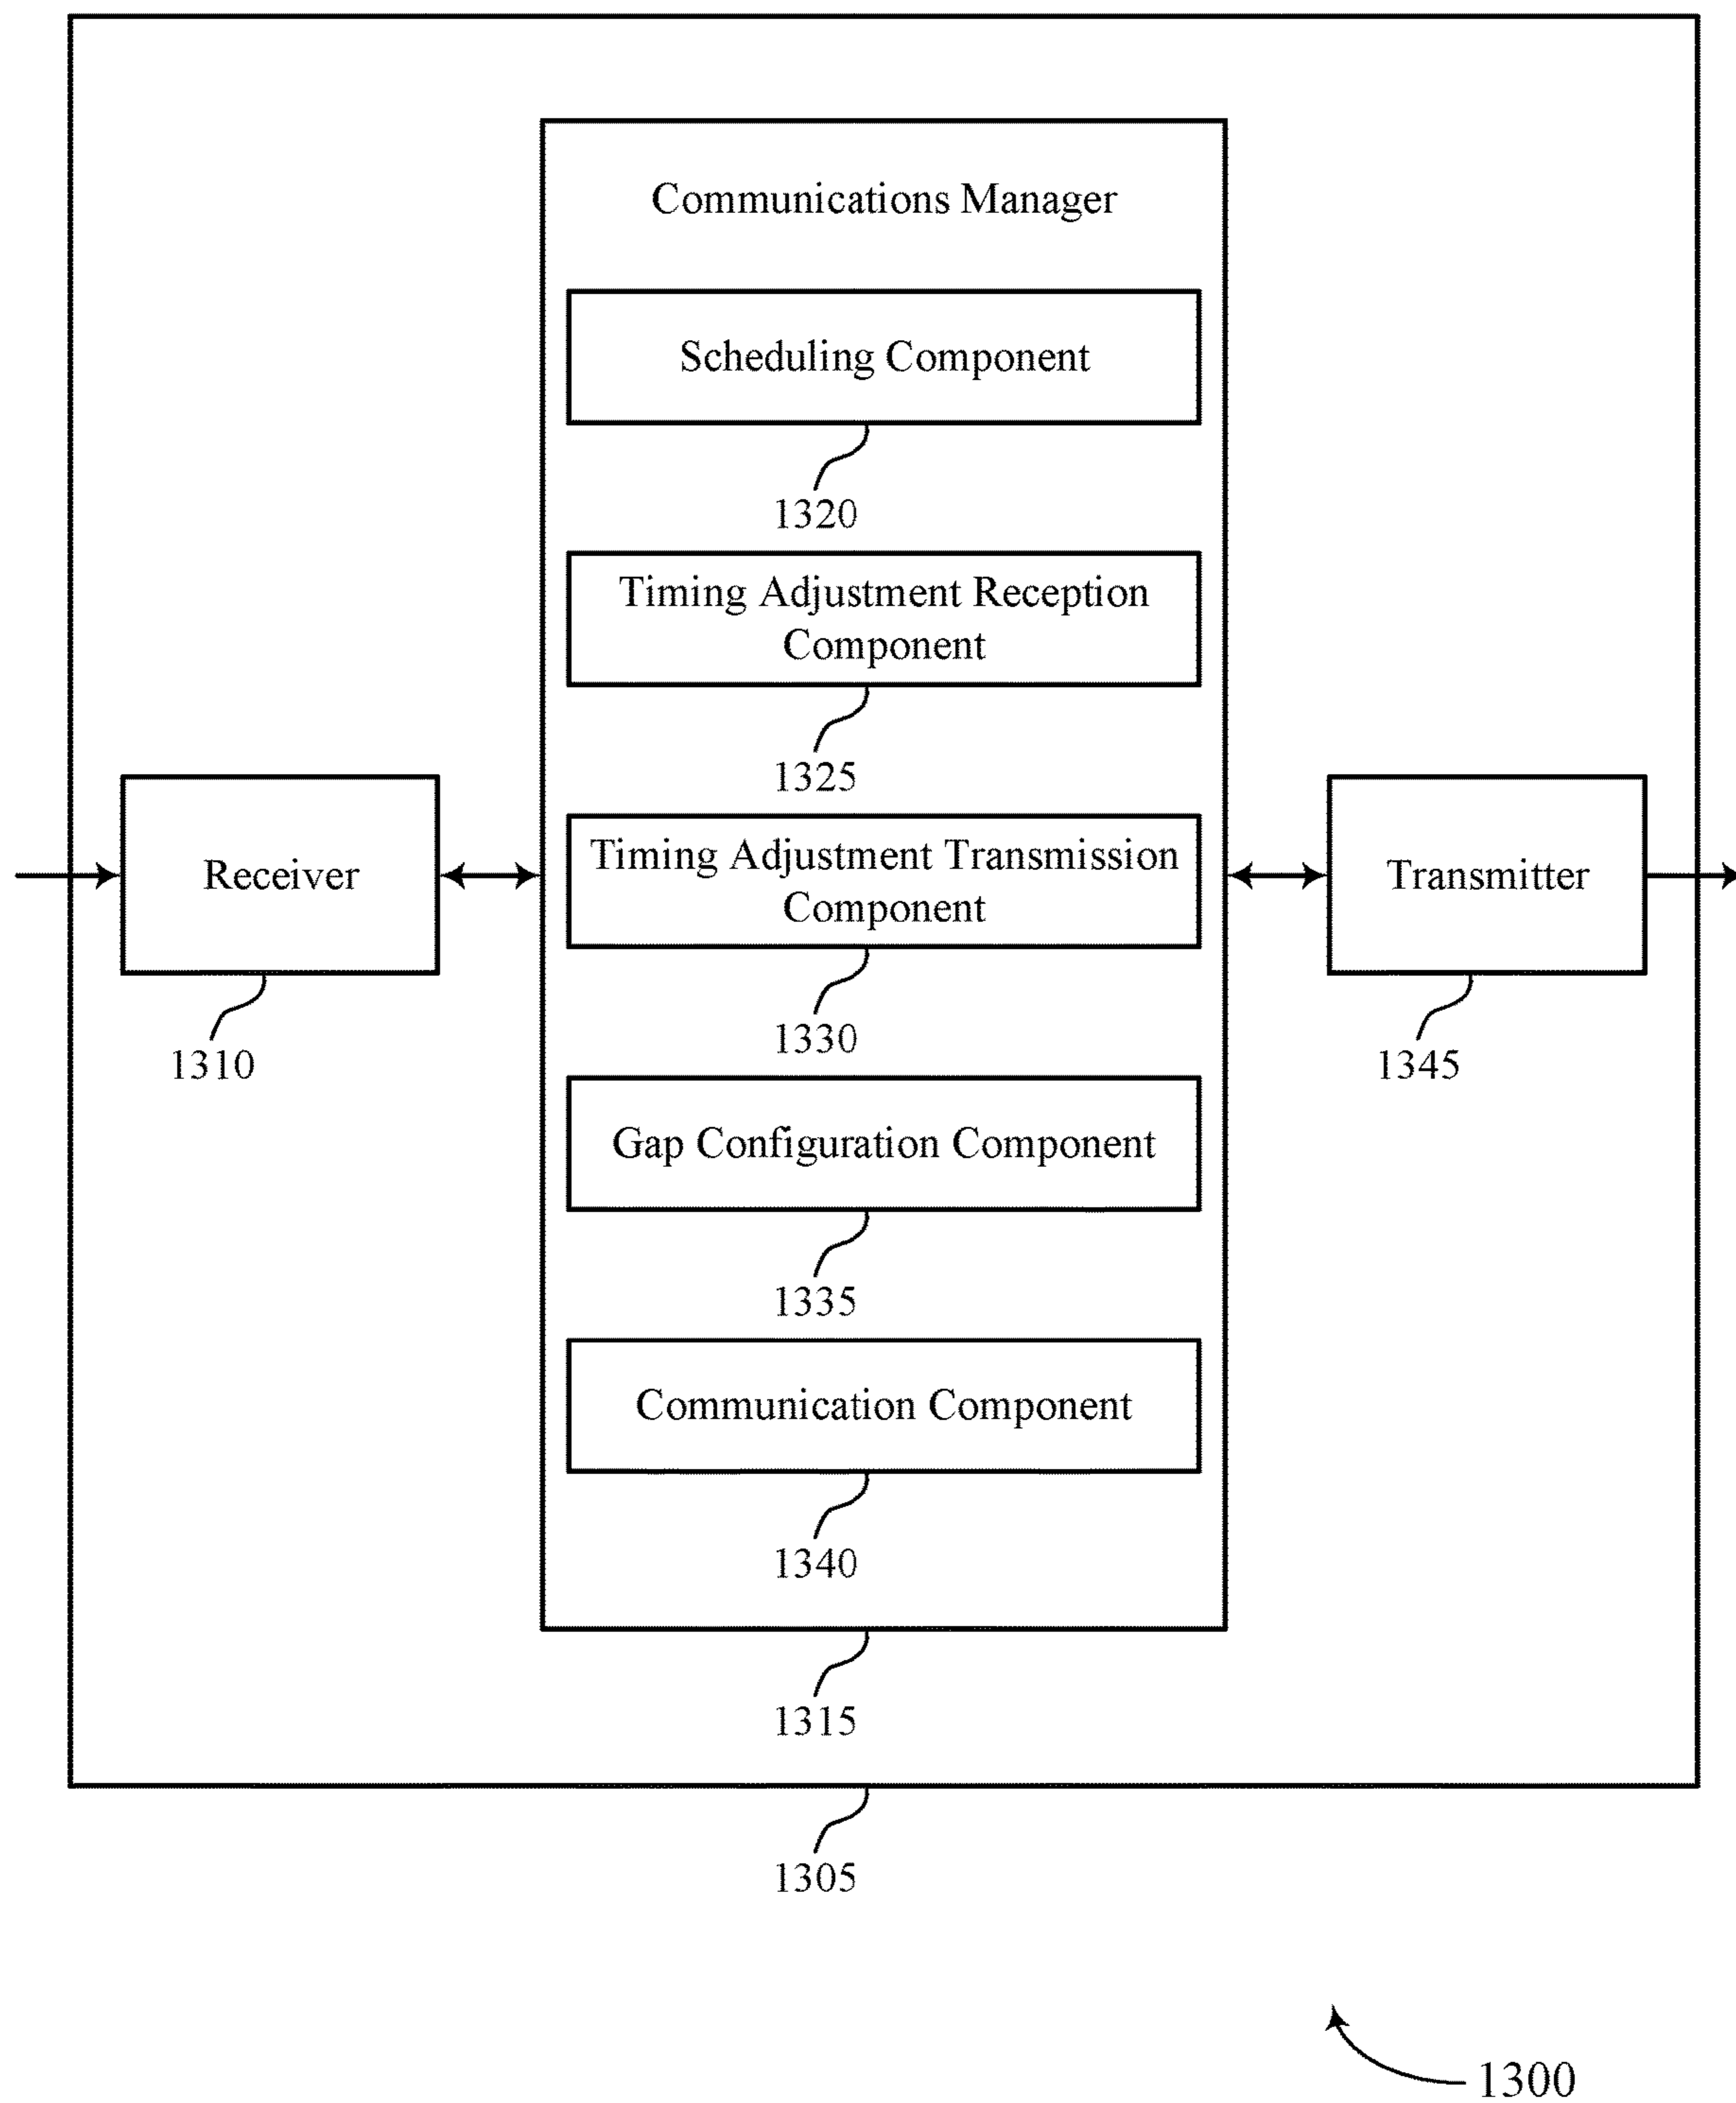 Communications Manager
Scheduling Component
1320
Timing Adjustment Reception
Component
1325
Timing Adjustment Transmission
Component
1330
Receiver
1310
Transmitter
1345
Gap Configuration Component
1335
Communication Component
1340
1315
1305
1300